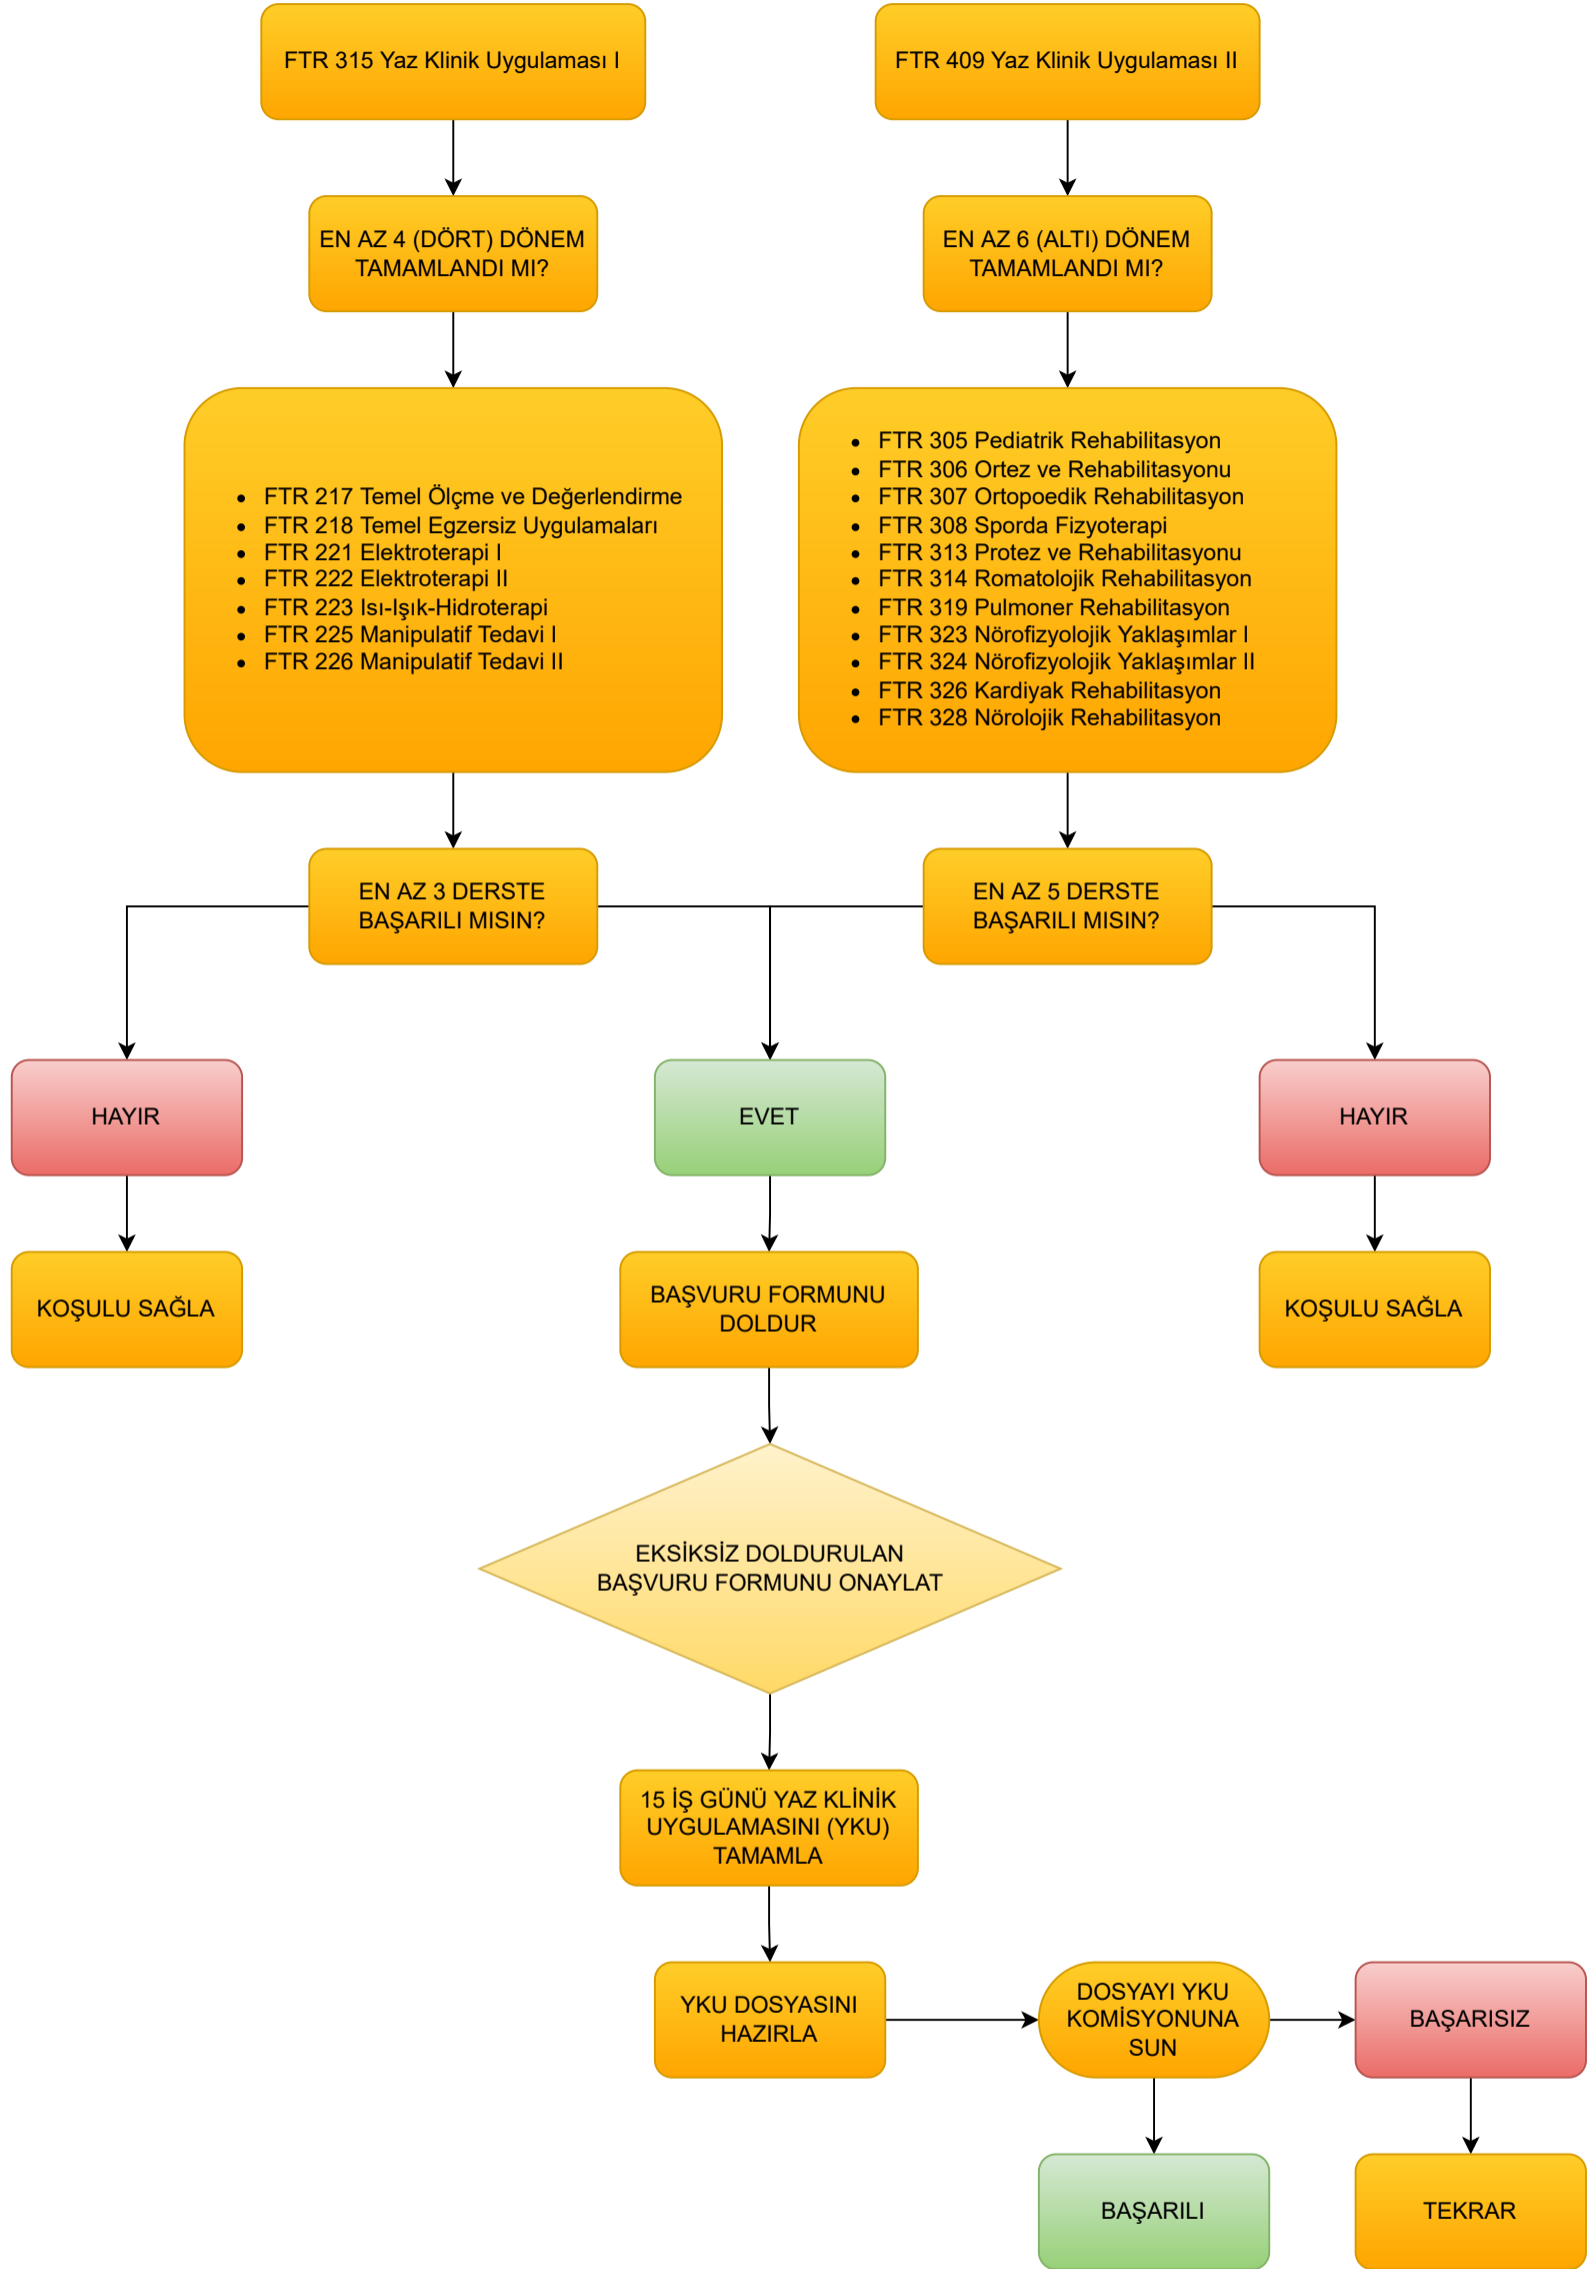 FTR 315 Yaz Klinik Uygulaması I
FTR 409 Yaz Klinik Uygulaması II
EN AZ 4 (DÖRT) DÖNEM
TAMAMLANDI MI?
EN AZ 6 (ALTI) DÖNEM
TAMAMLANDI MI?
• FTR 217 Temel Ölçme ve Değerlendirme
• FTR 218 Temel Egzersiz Uygulamaları
• FTR 221 Elektroterapi I
• FTR 222 Elektroterapi II
• FTR 223 Isı-Işık-Hidroterapi
• FTR 225 Manipulatif Tedavi I
• FTR 226 Manipulatif Tedavi II
• FTR 305 Pediatrik Rehabilitasyon
• FTR 306 Ortez ve Rehabilitasyonu
• FTR 307 Ortopoedik Rehabilitasyon
• FTR 308 Sporda Fizyoterapi
• FTR 313 Protez ve Rehabilitasyonu
• FTR 314 Romatolojik Rehabilitasyon
• FTR 319 Pulmoner Rehabilitasyon
• FTR 323 Nörofizyolojik Yaklaşımlar I
• FTR 324 Nörofizyolojik Yaklaşımlar II
• FTR 326 Kardiyak Rehabilitasyon
• FTR 328 Nörolojik Rehabilitasyon
EN AZ 3 DERSTE
BAŞARILI MISIN?
EN AZ 5 DERSTE
BAŞARILI MISIN?
HAYIR
EVET
HAYIR
KOŞULU SAĞLA
BAŞVURU FORMUNU
DOLDUR
KOŞULU SAĞLA
EKSİKSİZ DOLDURULAN
BAŞVURU FORMUNU ONAYLAT
15 İŞ GÜNÜ YAZ KLİNİK
UYGULAMASINI (YKU)
TAMAMLA
YKU DOSYASINI
HAZIRLA
DOSYAYI YKU
KOMİSYONUNA
SUN
BAŞARISIZ
BAŞARILI
TEKRAR